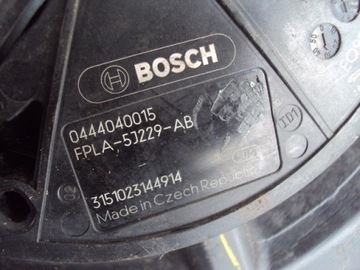 BOSCH
0444040015
FPLA-5J229-AB
3151023144914
Made in Czech Republic